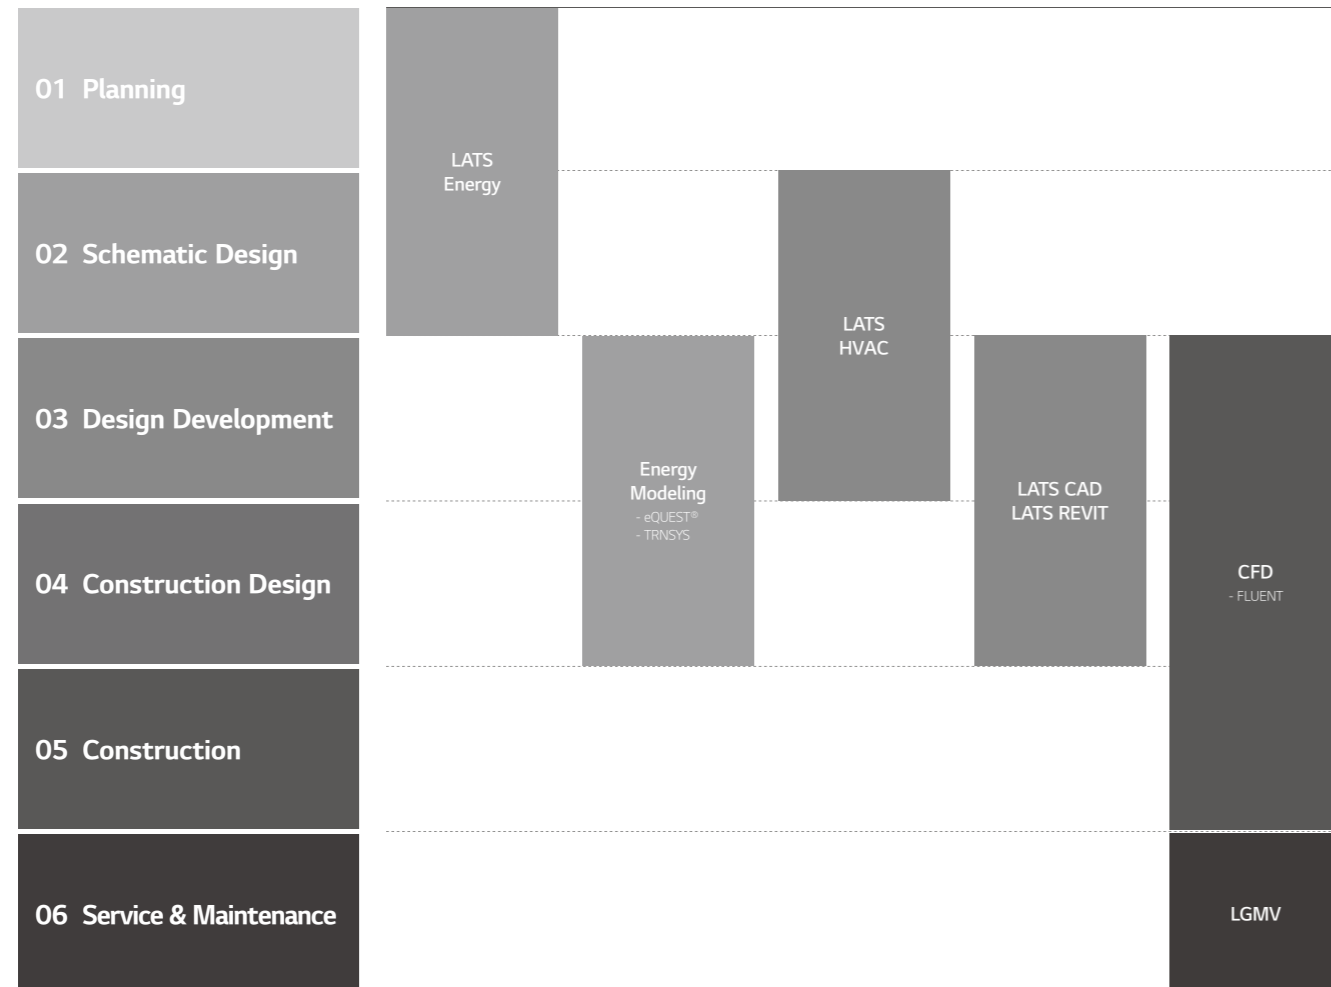 01 Planning
02 Schematic Design
03 Design Development
04 Construction Design
05 Construction
06 Service & Maintenance
LATS
Energy
Energy
Modeling
- eQUEST®
- TRNSYS
LATS
HVAC
LATS CAD
LATS REVIT
CFD
- FLUENT
LGMV